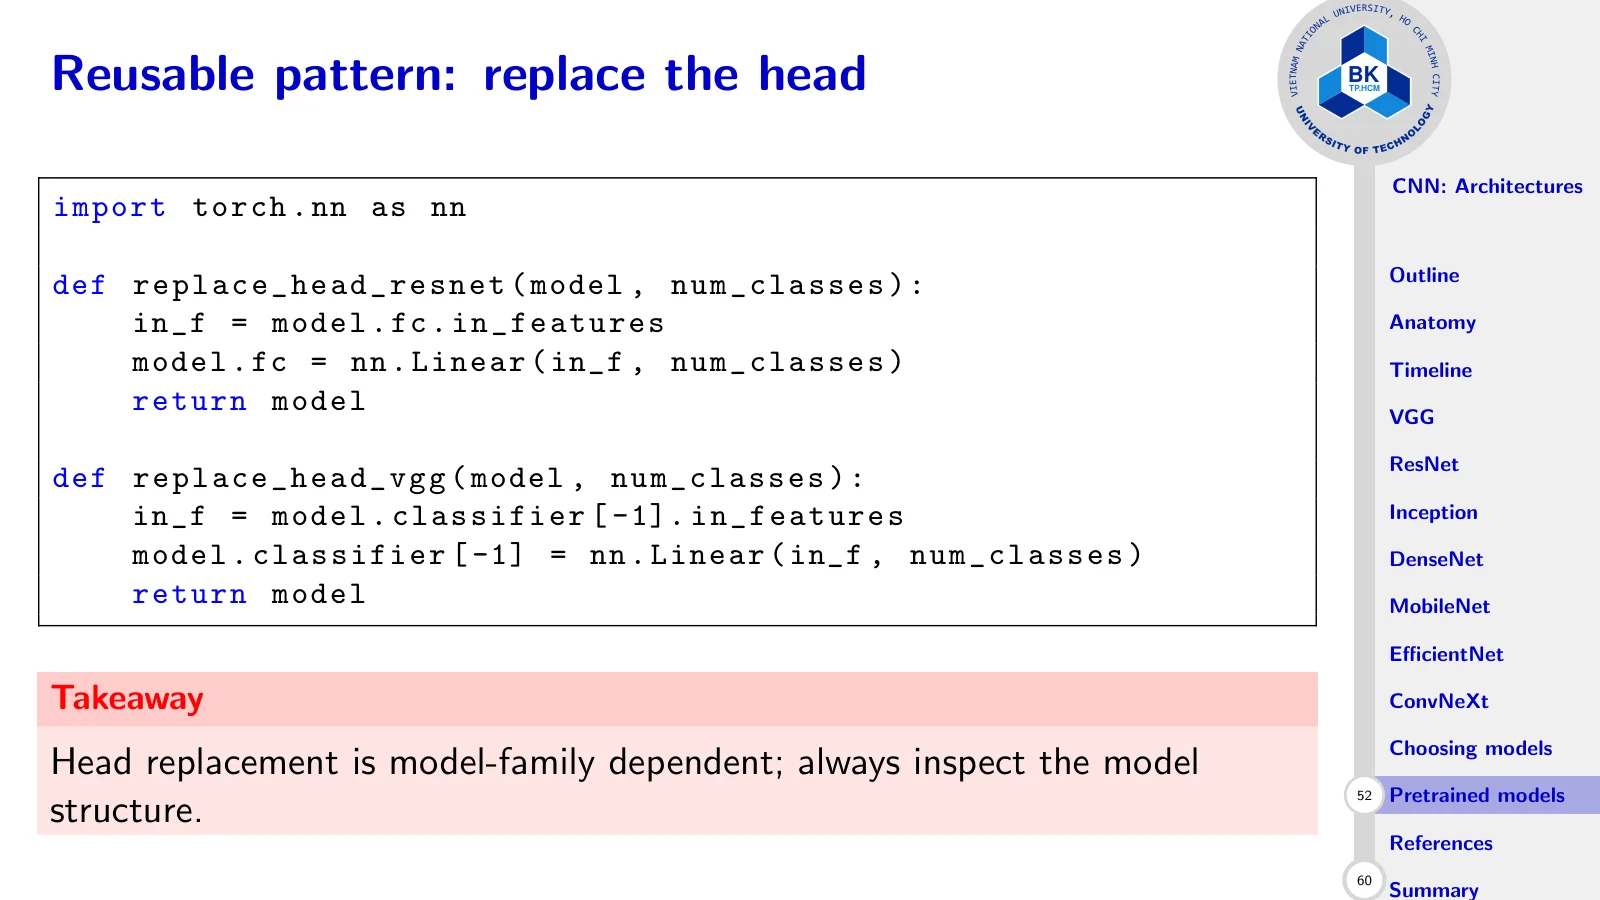 Reusable pattern: replace the head
import torch.nn as nn
def replace_head_resnet(model, num_classes):
    in_f = model.fc.in_features
    model.fc = nn.Linear(in_f, num_classes)
    return model
def replace_head_vgg(model, num_classes):
    in_f = model.classifier[-1].in_features
    model.classifier[-1] = nn.Linear(in_f, num_classes)
    return model
Takeaway
Head replacement is model-family dependent; always inspect the model
structure.
VIETNAM NATIONAL UNIVERSITY, HO CHI MINH CITY
BK
TP.HCM
UNIVERSITY OF TECHNOLOGY
CNN: Architectures
Outline
Anatomy
Timeline
VGG
ResNet
Inception
DenseNet
MobileNet
EfficientNet
ConvNeXt
Choosing models
52 Pretrained models
References
60 Summary